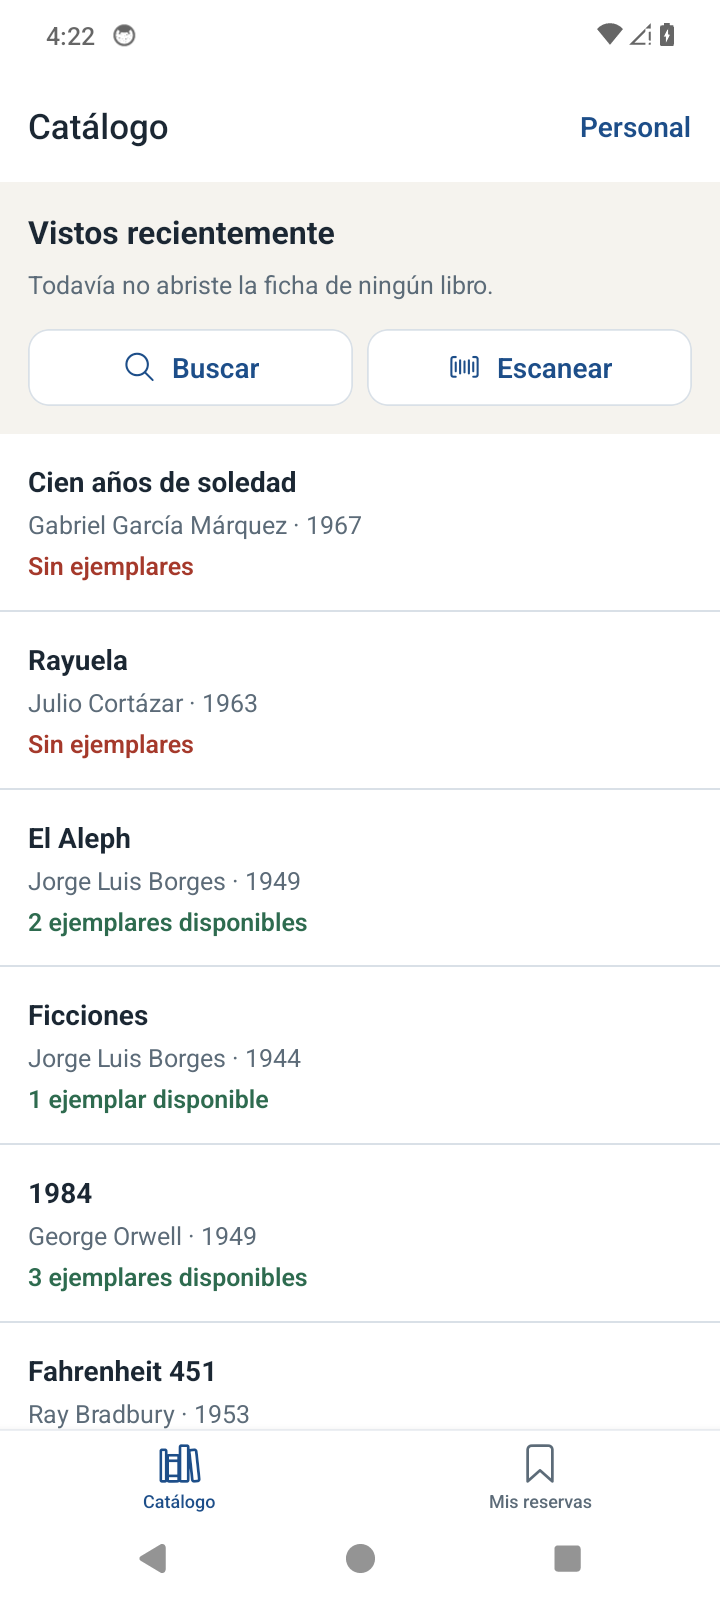 4:22
Catálogo
Personal
Vistos recientemente
Todavía no abriste la ficha de ningún libro.
Buscar
Escanear
Cien años de soledad
Gabriel García Márquez · 1967
Sin ejemplares
Rayuela
Julio Cortázar · 1963
Sin ejemplares
El Aleph
Jorge Luis Borges · 1949
2 ejemplares disponibles
Ficciones
Jorge Luis Borges · 1944
1 ejemplar disponible
1984
George Orwell · 1949
3 ejemplares disponibles
Fahrenheit 451
Ray Bradbury · 1953
Catálogo
Mis reservas